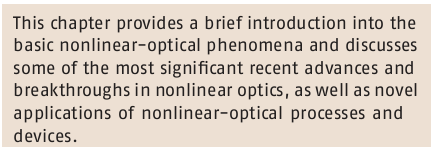 This chapter provides a brief introduction into the
basic nonlinear-optical phenomena and discusses
some of the most significant recent advances and
breakthroughs in nonlinear optics, as well as novel
applications of nonlinear-optical processes and
devices.